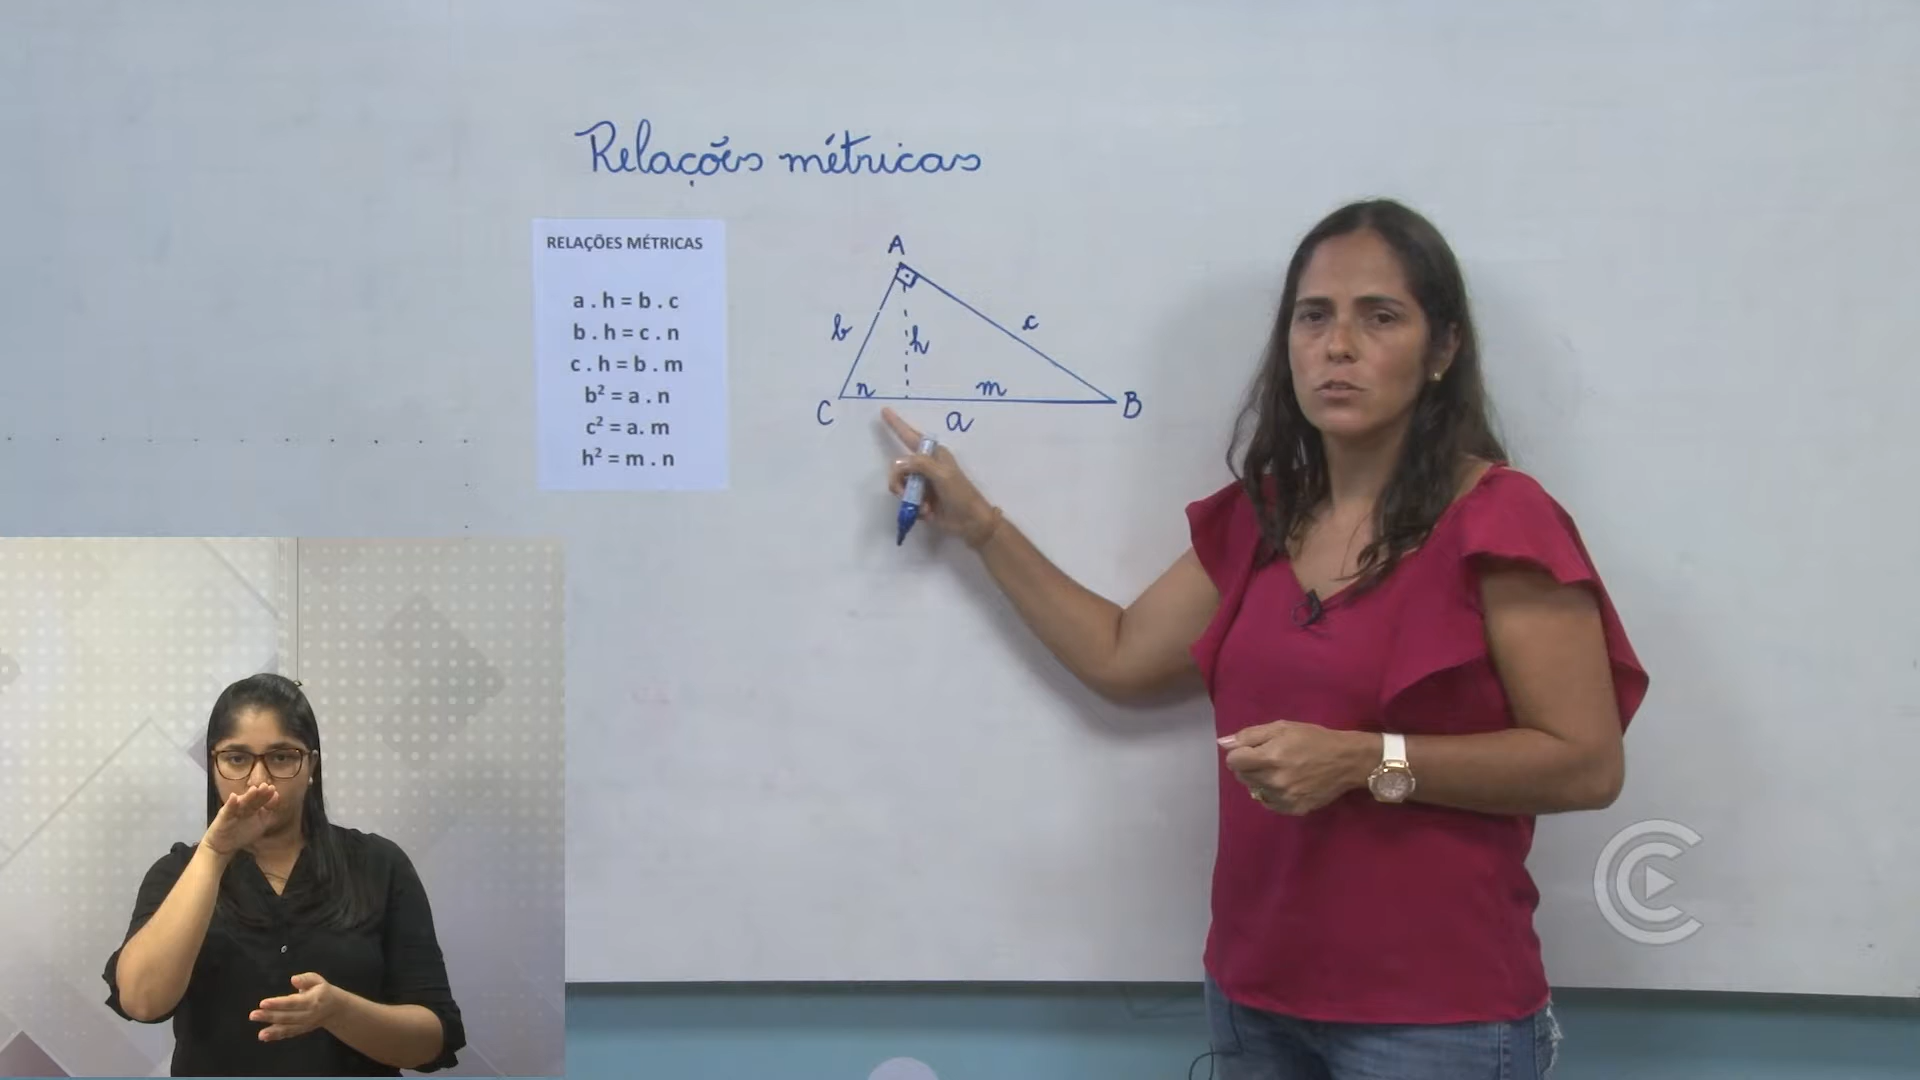 Relações métricas
RELAÇÕES MÉTRICAS
a . h = b . c
b . h = c . n
c . h = b . m
b² = a . n
c² = a. m
h² = m . n
A
b
c
h
n
m
C
a
B